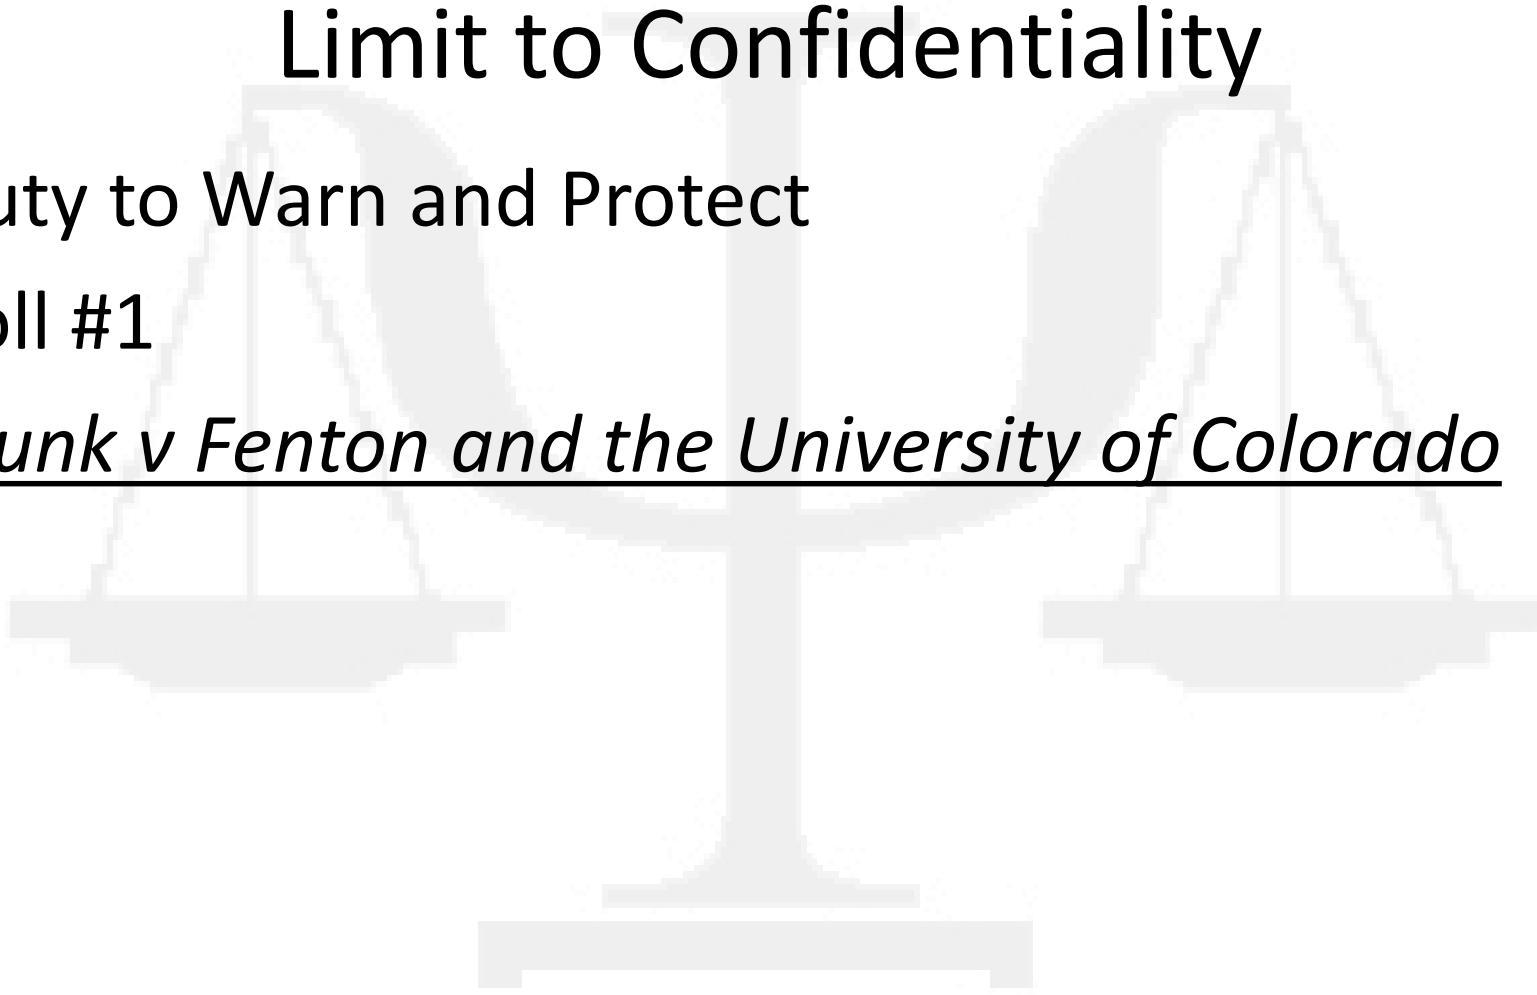 Limit to Confidentiality
uty to Warn and Protect
oll #1
unk v Fenton and the University of Colorado